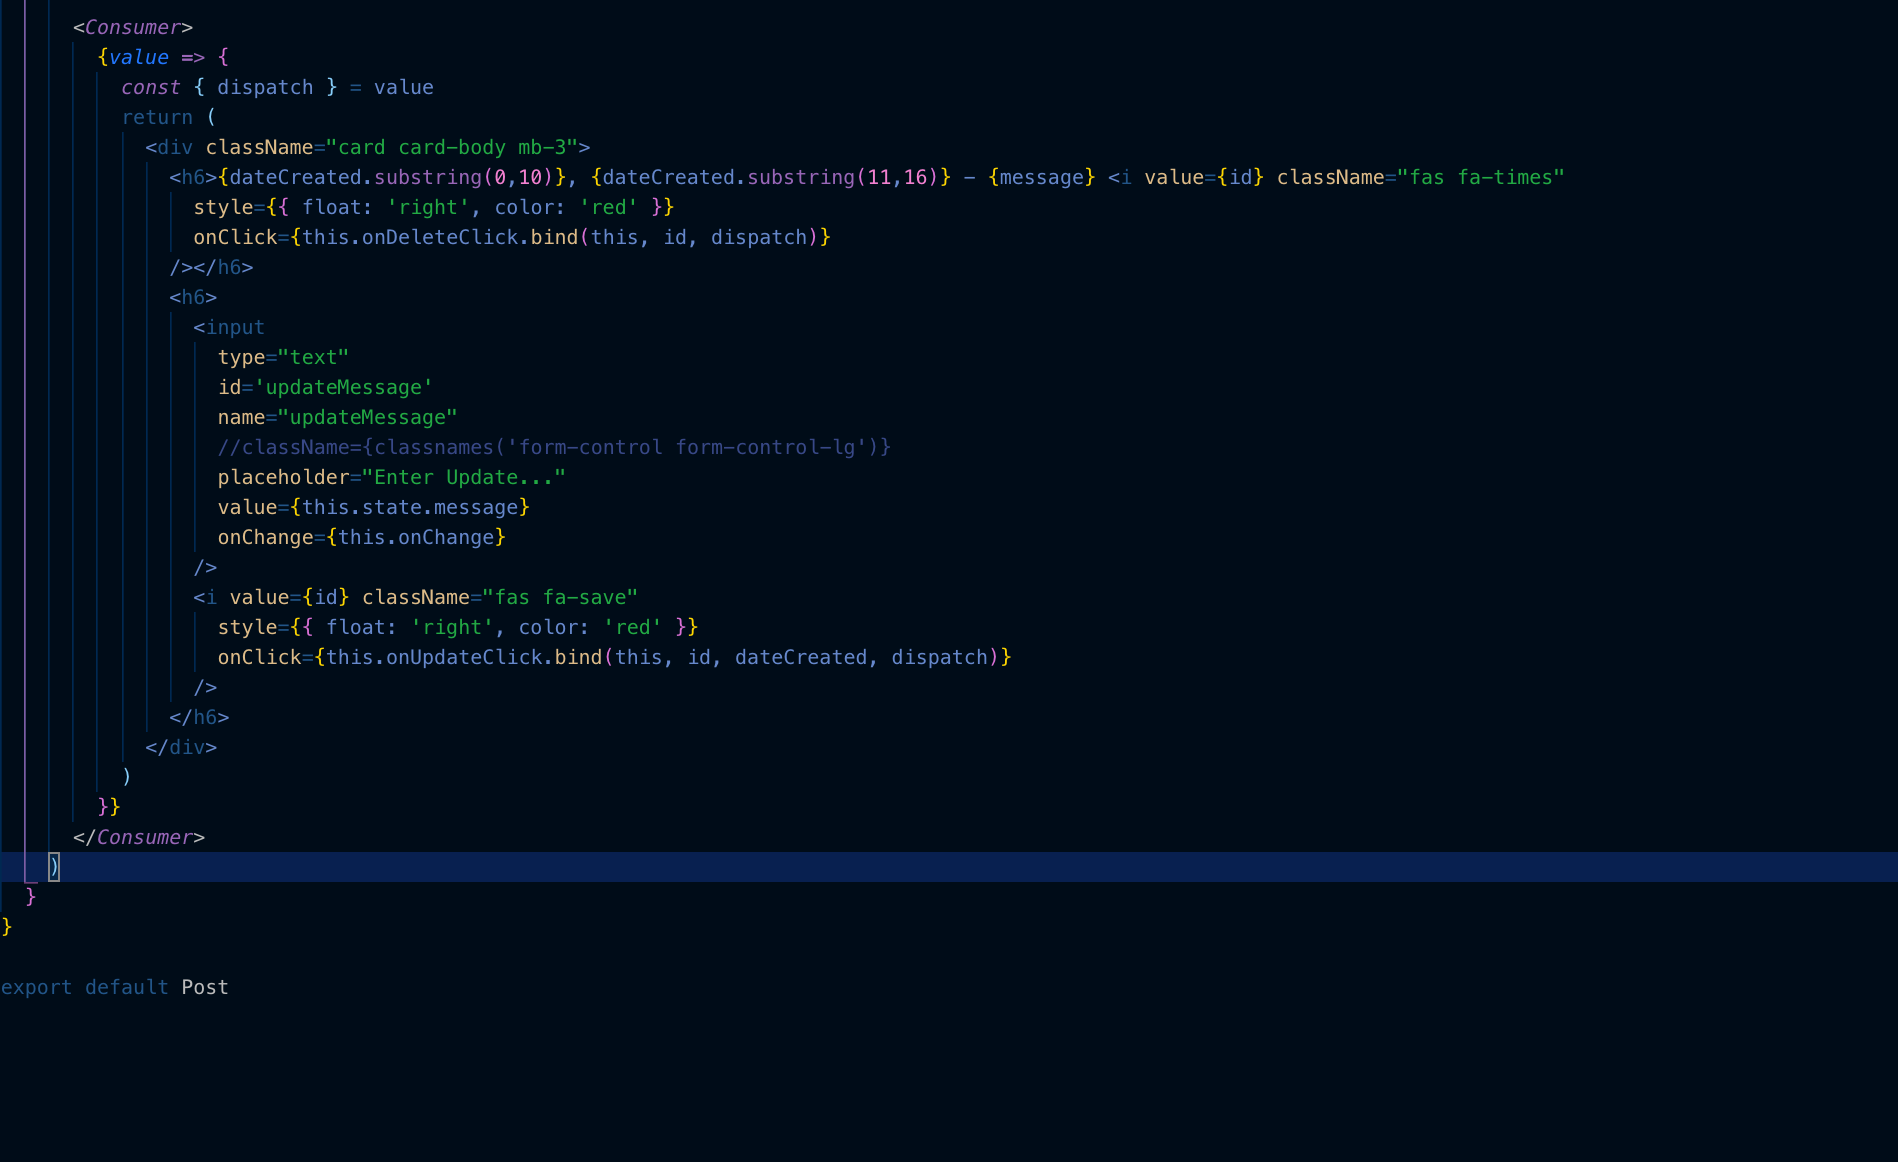 <Consumer>
{value => {
const { dispatch } = value
return (
<div className="card card-body mb-3">
<h6>{dateCreated.substring(0,10)}, {dateCreated.substring(11,16)} - {message} <i value={id} className="fas fa-times"
style={{ float: 'right', color: 'red' }}
onClick={this.onDeleteClick.bind(this, id, dispatch)}
/></h6>
<h6>
<input
type="text"
id='updateMessage'
name="updateMessage"
//className={classnames('form-control form-control-lg')}
placeholder="Enter Update..."
value={this.state.message}
onChange={this.onChange}
/>
<i value={id} className="fas fa-save"
style={{ float: 'right', color: 'red' }}
onClick={this.onUpdateClick.bind(this, id, dateCreated, dispatch)}
/>
</h6>
</div>
)
}}
</Consumer>
)
}
}
export default Post